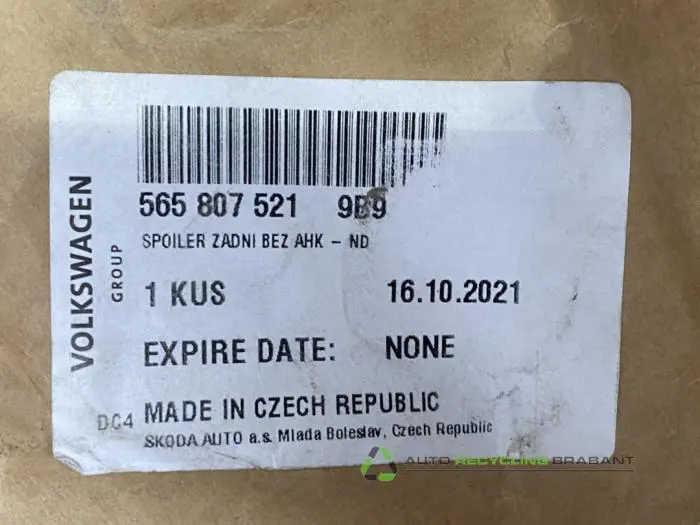 VOLKSWAGEN
GROUP
565 807 521 9B9
SPOILER ZADNI BEZ AHK - ND
1 KUS 16.10.2021
EXPIRE DATE: NONE
DC4 MADE IN CZECH REPUBLIC
SKODA AUTO a.s. Mlada Boleslav, Czech Republic
AUTO RECYCLING BRABANT